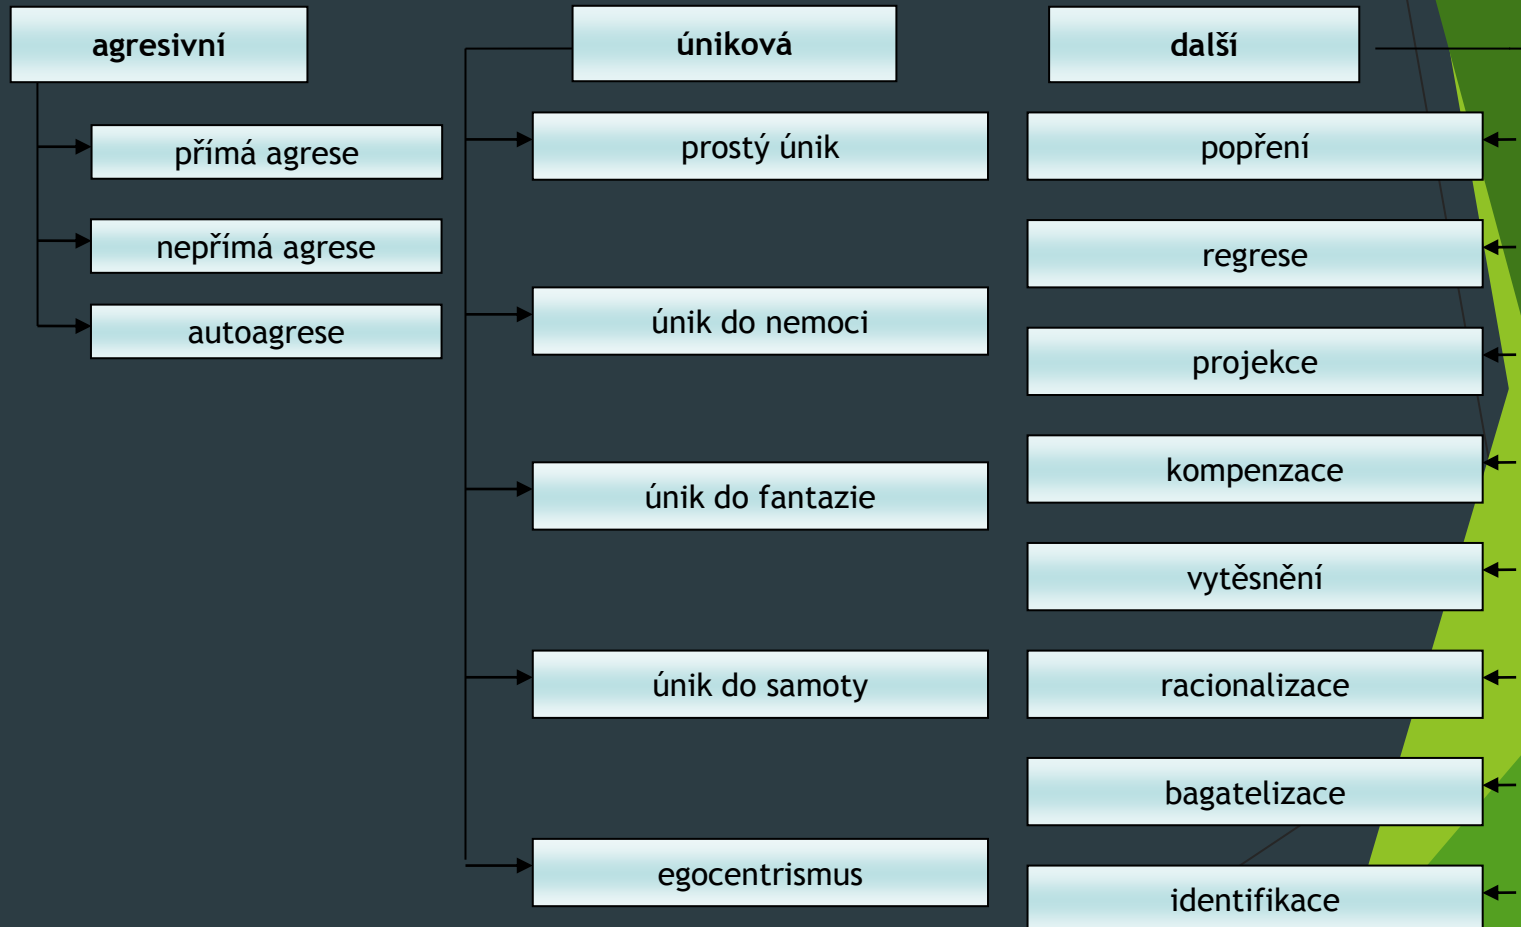 agresivní
přímá agrese
nepřímá agrese
autoagrese
úniková
prostý únik
únik do nemoci
únik do fantazie
únik do samoty
egocentrismus
další
popření
regrese
projekce
kompenzace
vytěsnění
racionalizace
bagatelizace
identifikace